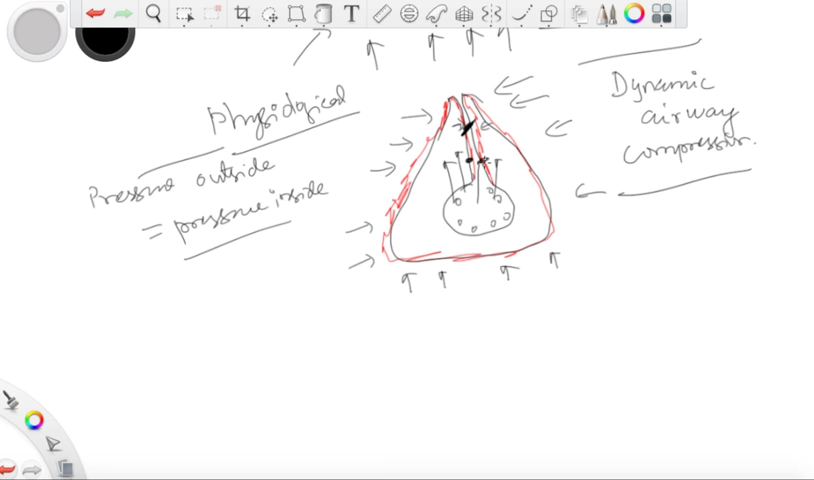 Physiological
Pressure outside
= pressure inside
Dynamic
airway
compression.
T